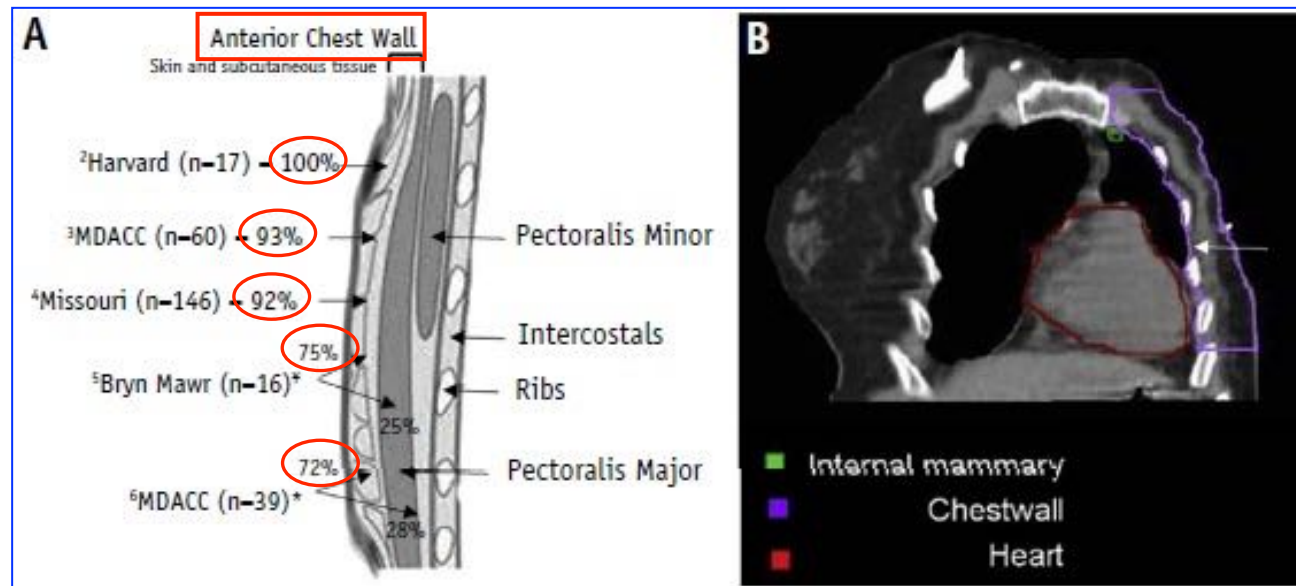 A
Anterior Chest Wall
Skin and subcutaneous tissue
²Harvard (n–17) – 100%
³MDACC (n–60) – 93%
⁴Missouri (n–146) – 92%
75%
⁵Bryn Mawr (n–16)*
25%
72%
⁶MDACC (n–39)*
28%
Pectoralis Minor
Intercostals
Ribs
Pectoralis Major
B
Internal mammary
Chestwall
Heart